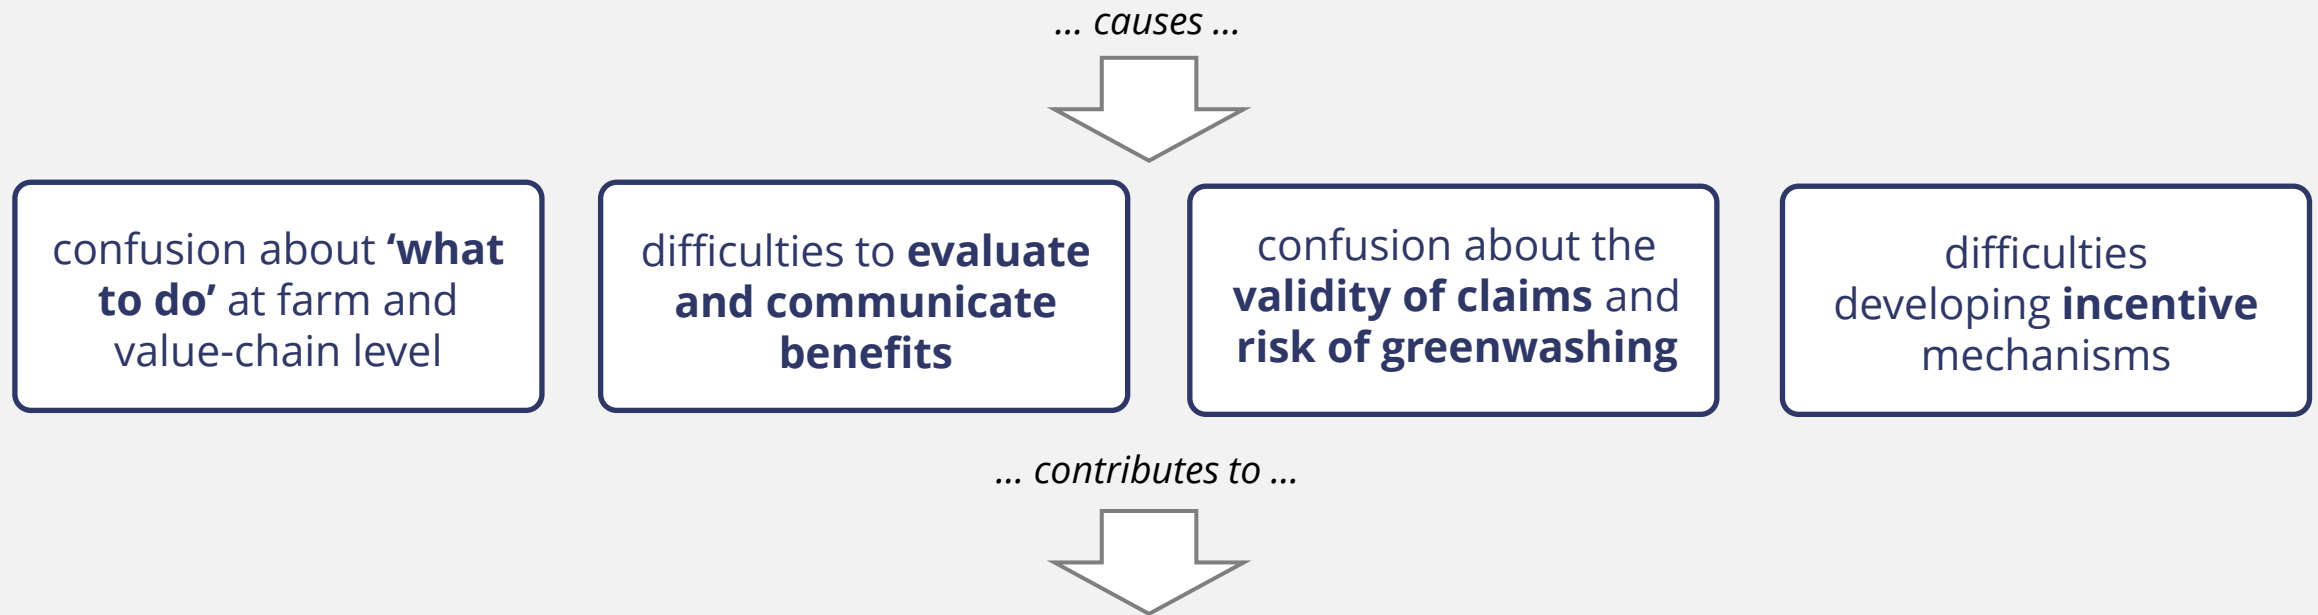 ... causes ...
confusion about ‘what
to do’ at farm and
value-chain level
difficulties to evaluate
and communicate
benefits
confusion about the
validity of claims and
risk of greenwashing
difficulties
developing incentive
mechanisms
... contributes to ...